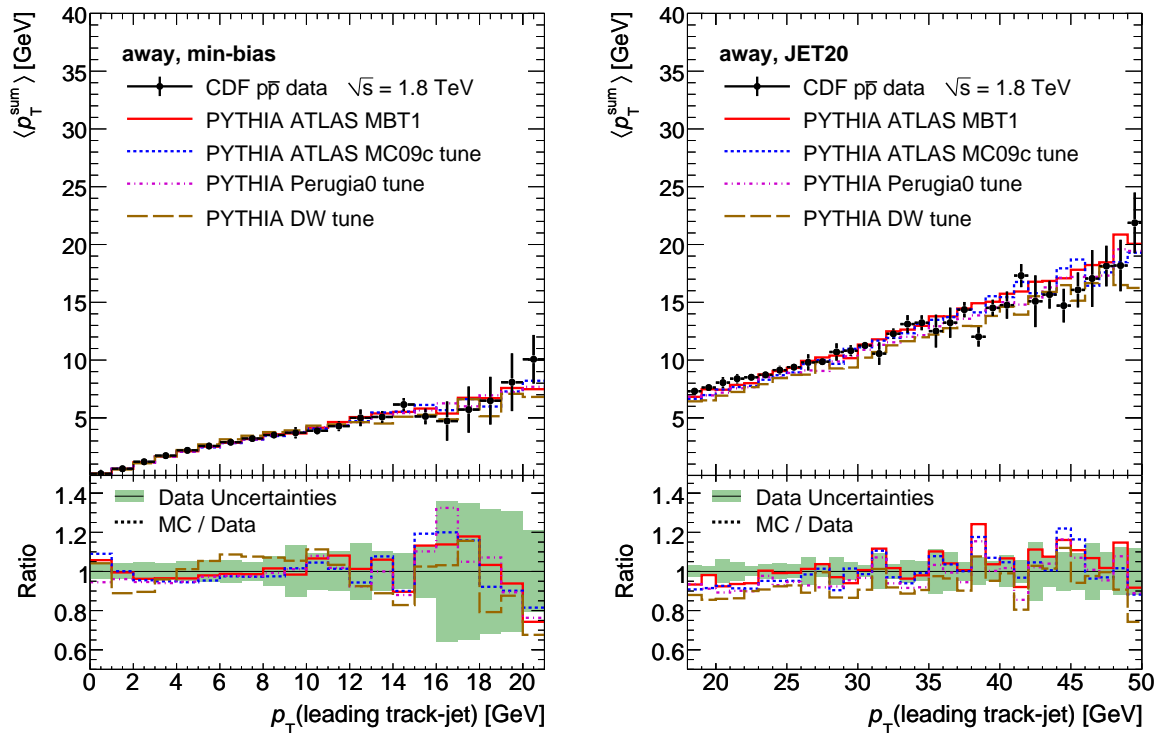 ⟨p_T^sum⟩ [GeV]
40
35
30
25
20
15
10
5
away, min-bias
CDF pp̅ data √s = 1.8 TeV
PYTHIA ATLAS MBT1
PYTHIA ATLAS MC09c tune
PYTHIA Perugia0 tune
PYTHIA DW tune
Ratio
1.4
1.2
1
0.8
0.6
Data Uncertainties
MC / Data
0 2 4 6 8 10 12 14 16 18 20
p_T(leading track-jet) [GeV]
⟨p_T^sum⟩ [GeV]
40
35
30
25
20
15
10
5
away, JET20
CDF pp̅ data √s = 1.8 TeV
PYTHIA ATLAS MBT1
PYTHIA ATLAS MC09c tune
PYTHIA Perugia0 tune
PYTHIA DW tune
Ratio
1.4
1.2
1
0.8
0.6
Data Uncertainties
MC / Data
20 25 30 35 40 45 50
p_T(leading track-jet) [GeV]